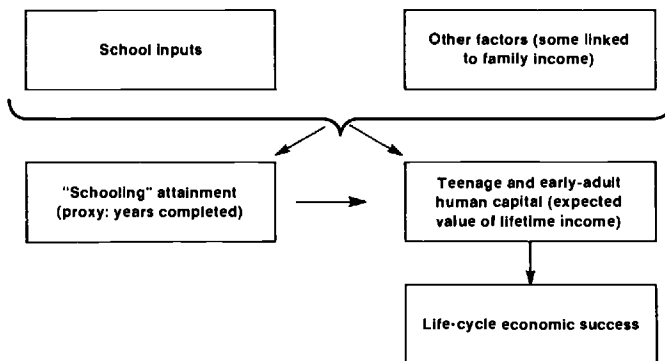 School inputs
Other factors (some linked
to family income)
"Schooling" attainment
(proxy: years completed)
Teenage and early-adult
human capital (expected
value of lifetime income)
Life-cycle economic success